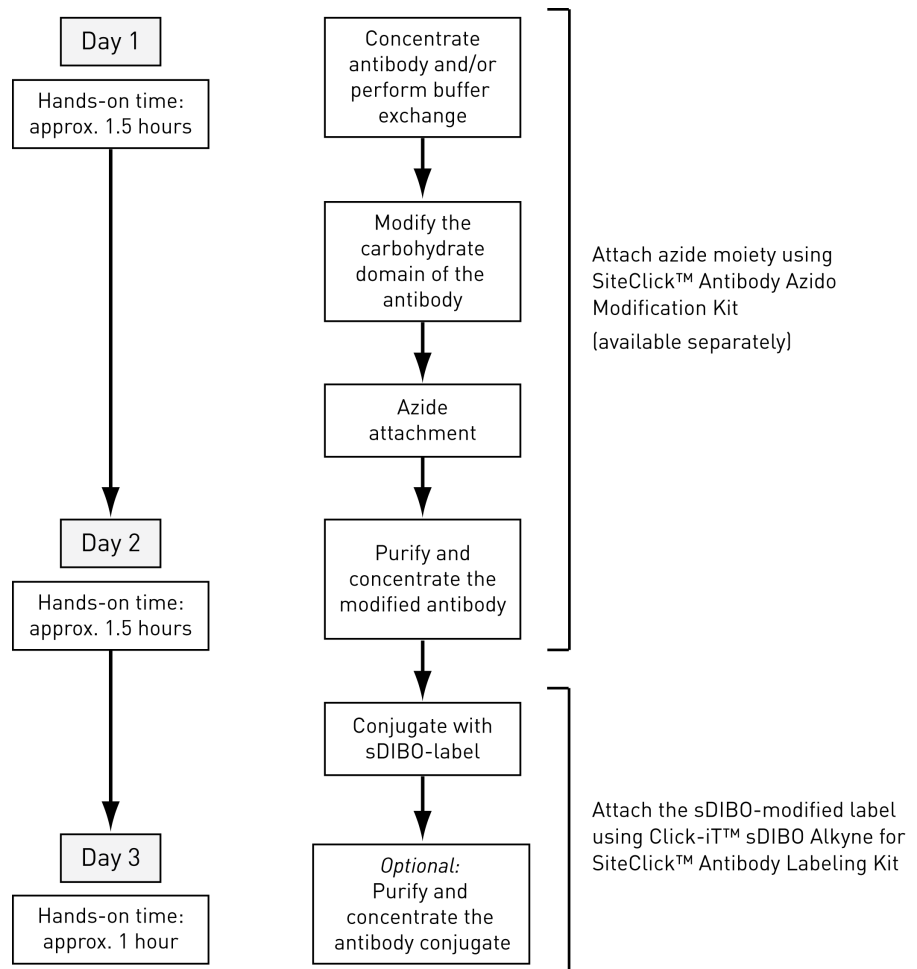 Day 1
Hands-on time:
approx. 1.5 hours
Day 2
Hands-on time:
approx. 1.5 hours
Day 3
Hands-on time:
approx. 1 hour
Concentrate
antibody and/or
perform buffer
exchange
Modify the
carbohydrate
domain of the
antibody
Azide
attachment
Purify and
concentrate the
modified antibody
Conjugate with
sDIBO-label
Optional:
Purify and
concentrate the
antibody conjugate
Attach azide moiety using
SiteClick™ Antibody Azido
Modification Kit
(available separately)
Attach the sDIBO-modified label
using Click-iT™ sDIBO Alkyne for
SiteClick™ Antibody Labeling Kit